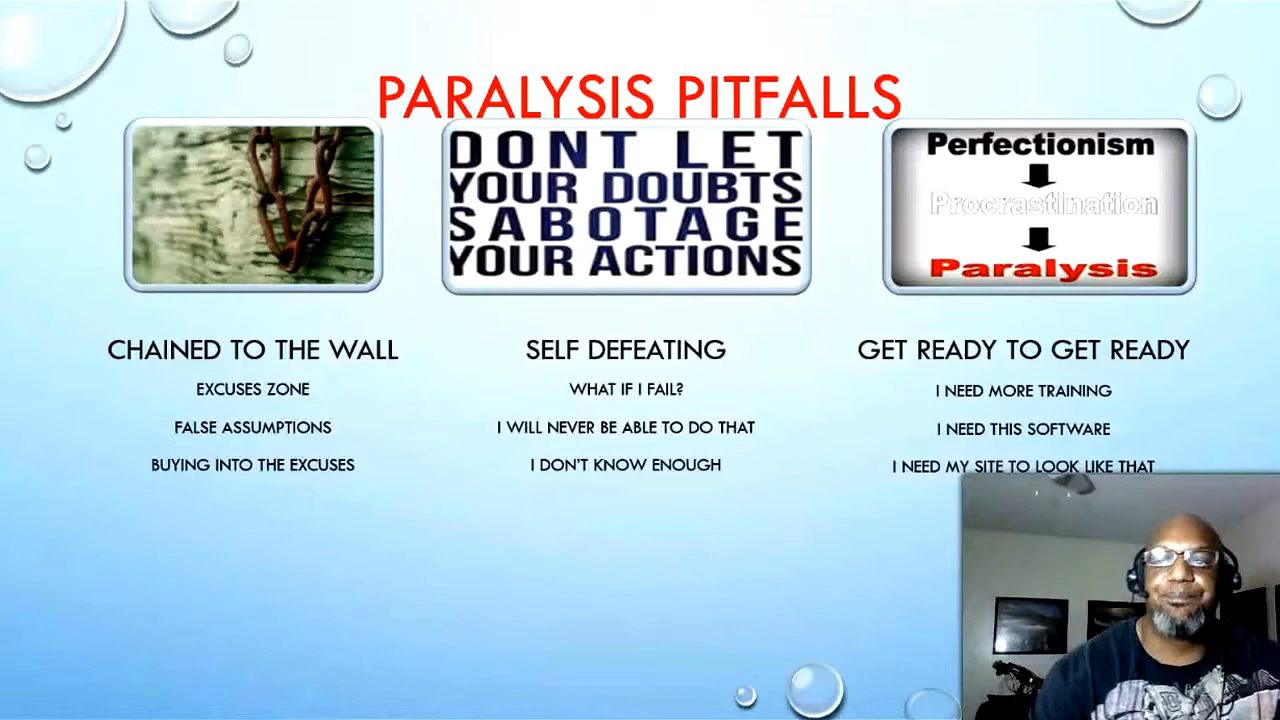 PARALYSIS PITFALLS
DONT LET
YOUR DOUBTS
SABOTAGE
YOUR ACTIONS
Perfectionism
Procrastination
Paralysis
CHAINED TO THE WALL
EXCUSES ZONE
FALSE ASSUMPTIONS
BUYING INTO THE EXCUSES
SELF DEFEATING
WHAT IF I FAIL?
I WILL NEVER BE ABLE TO DO THAT
I DON'T KNOW ENOUGH
GET READY TO GET READY
I NEED MORE TRAINING
I NEED THIS SOFTWARE
I NEED MY SITE TO LOOK LIKE THAT